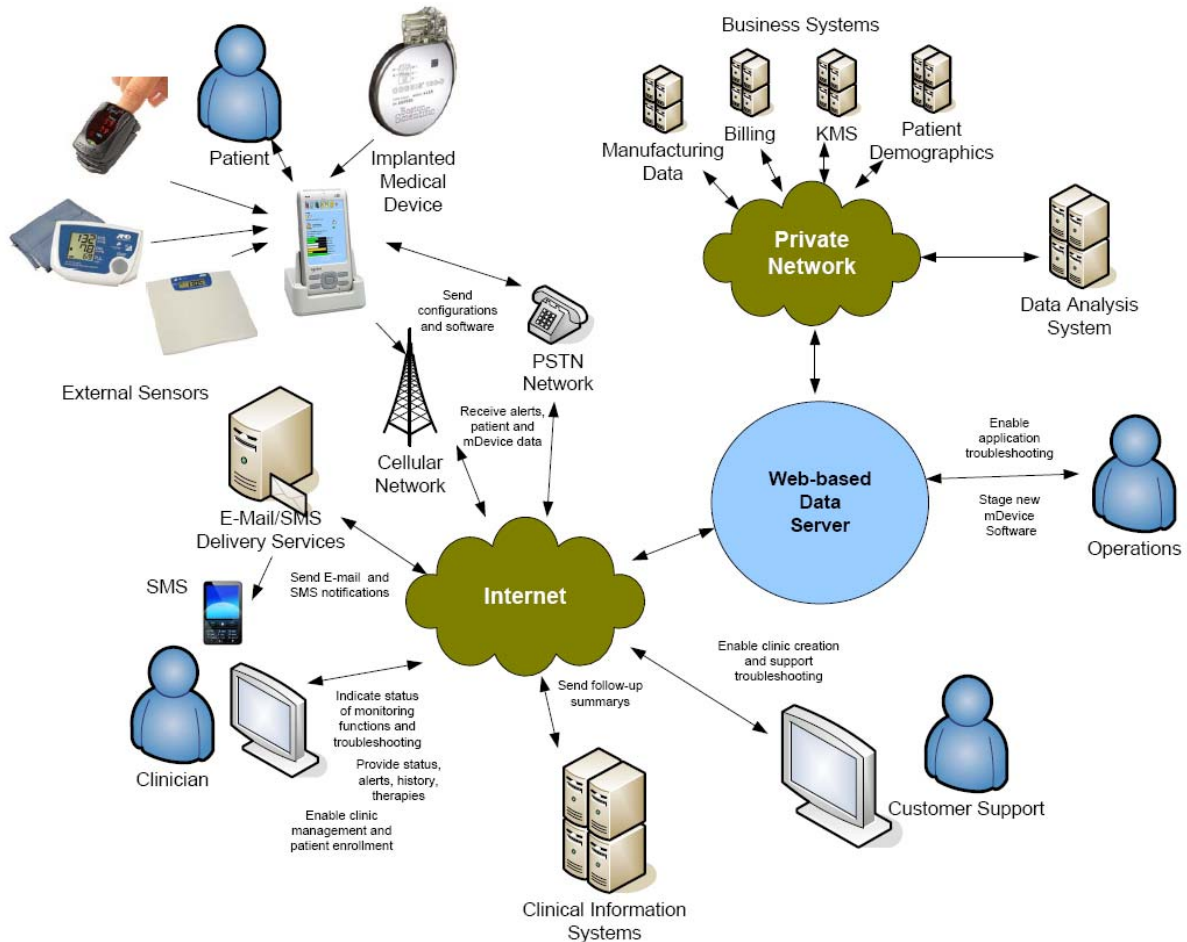 Business Systems
Patient
Implanted
Medical
Device
Manufacturing
Data
Billing
KMS
Patient
Demographics
Private
Network
Data Analysis
System
Send
configurations
and software
PSTN
Network
External Sensors
Receive alerts,
patient and
mDevice data
Cellular
Network
E-Mail/SMS
Delivery Services
Web-based
Data
Server
Enable
application
troubleshooting
Stage new
mDevice
Software
Operations
SMS
Send E-mail and
SMS notifications
Internet
Clinician
Indicate status
of monitoring
functions and
troubleshooting
Provide status,
alerts, history,
therapies
Enable clinic
management and
patient enrollment
Send follow-up
summarys
Enable clinic creation
and support
troubleshooting
Customer Support
Clinical Information
Systems